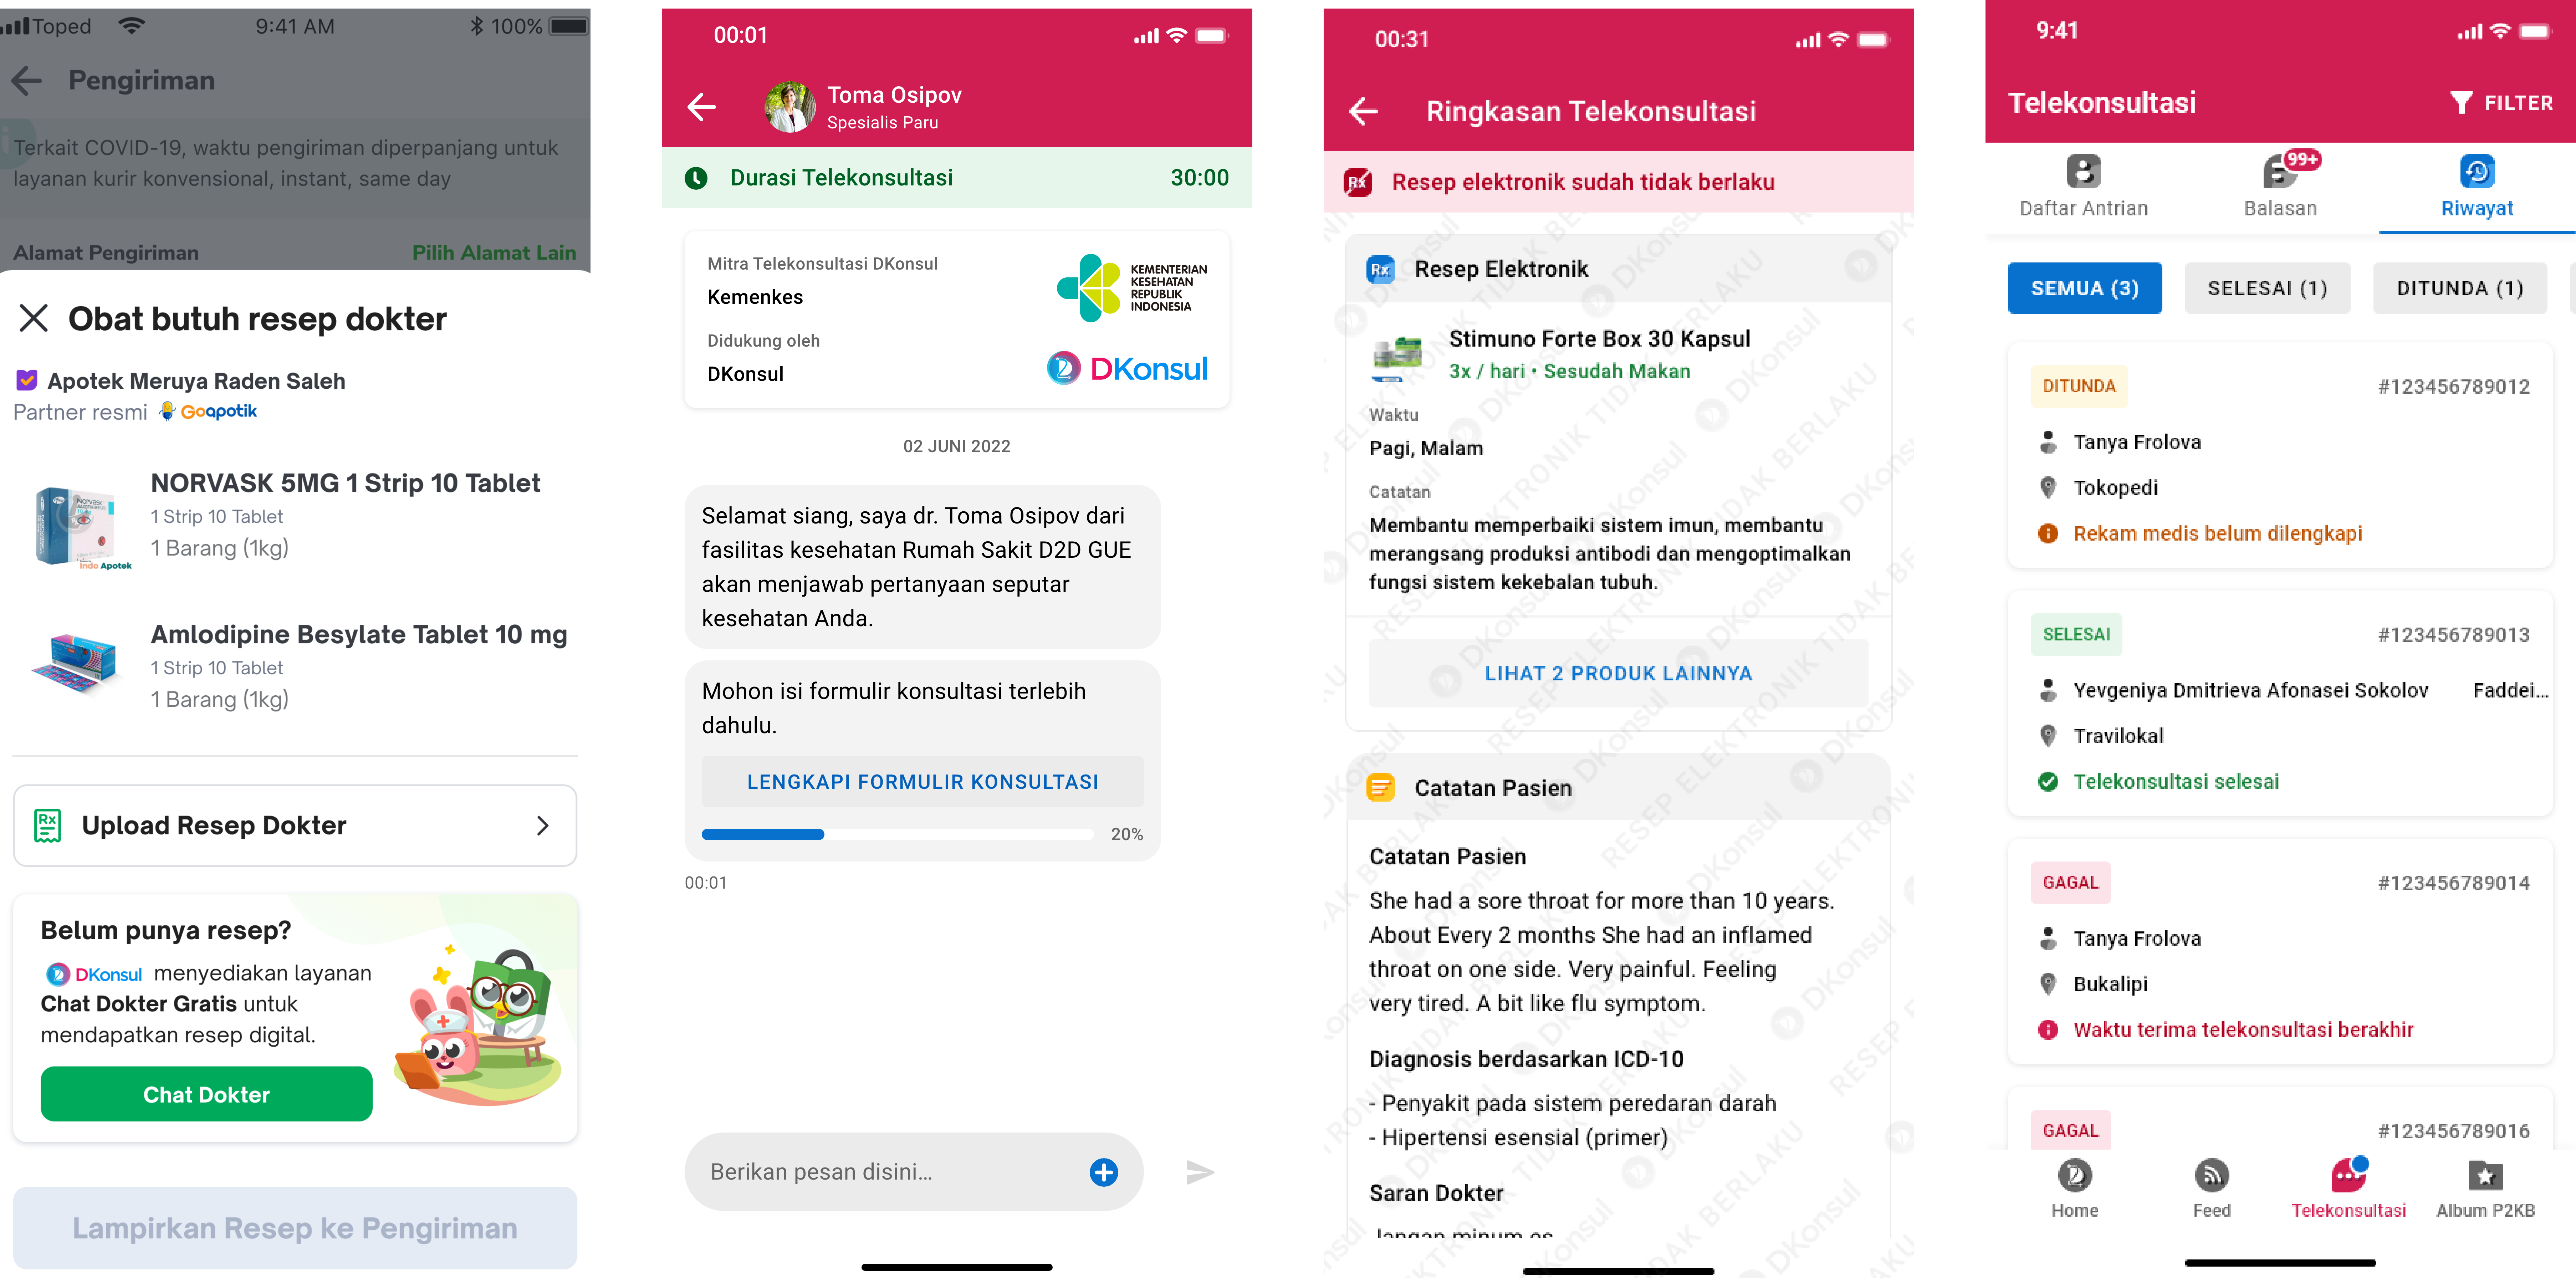 Toped
9:41 AM
100%
Pengiriman
Terkait COVID-19, waktu pengiriman diperpanjang untuk
layanan kurir konvensional, instant, same day
Alamat Pengiriman
Pilih Alamat Lain
Obat butuh resep dokter
Apotek Meruya Raden Saleh
Partner resmi Goapotik
NORVASK 5MG 1 Strip 10 Tablet
1 Strip 10 Tablet
1 Barang (1kg)
Indo Apotek
Amlodipine Besylate Tablet 10 mg
1 Strip 10 Tablet
1 Barang (1kg)
Rx
Upload Resep Dokter
Belum punya resep?
DKonsul menyediakan layanan
Chat Dokter Gratis untuk
mendapatkan resep digital.
Chat Dokter
Lampirkan Resep ke Pengiriman
00:01
Toma Osipov
Spesialis Paru
Durasi Telekonsultasi
30:00
Mitra Telekonsultasi DKonsul
Kemenkes
KEMENTERIAN
KESEHATAN
REPUBLIK
INDONESIA
Didukung oleh
DKonsul
DKonsul
02 JUNI 2022
Selamat siang, saya dr. Toma Osipov dari
fasilitas kesehatan Rumah Sakit D2D GUE
akan menjawab pertanyaan seputar
kesehatan Anda.
Mohon isi formulir konsultasi terlebih
dahulu.
LENGKAPI FORMULIR KONSULTASI
20%
00:01
Berikan pesan disini...
00:31
Ringkasan Telekonsultasi
Rx
Resep elektronik sudah tidak berlaku
Rx
Resep Elektronik
Stimuno Forte Box 30 Kapsul
3x / hari • Sesudah Makan
Waktu
Pagi, Malam
Catatan
Membantu memperbaiki sistem imun, membantu
merangsang produksi antibodi dan mengoptimalkan
fungsi sistem kekebalan tubuh.
LIHAT 2 PRODUK LAINNYA
Catatan Pasien
Catatan Pasien
She had a sore throat for more than 10 years.
About Every 2 months She had an inflamed
throat on one side. Very painful. Feeling
very tired. A bit like flu symptom.
Diagnosis berdasarkan ICD-10
- Penyakit pada sistem peredaran darah
- Hipertensi esensial (primer)
Saran Dokter
Jangan minum es
RESEP ELEKTRONIK TIDAK BERLAKU
DKonsul
9:41
Telekonsultasi
FILTER
Daftar Antrian
99+
Balasan
Riwayat
SEMUA (3)
SELESAI (1)
DITUNDA (1)
DITUNDA
#123456789012
Tanya Frolova
Tokopedi
Rekam medis belum dilengkapi
SELESAI
#123456789013
Yevgeniya Dmitrieva Afonasei Sokolov Faddei...
Travilokal
Telekonsultasi selesai
GAGAL
#123456789014
Tanya Frolova
Bukalipi
Waktu terima telekonsultasi berakhir
GAGAL
#123456789016
Home
Feed
Telekonsultasi
Album P2KB